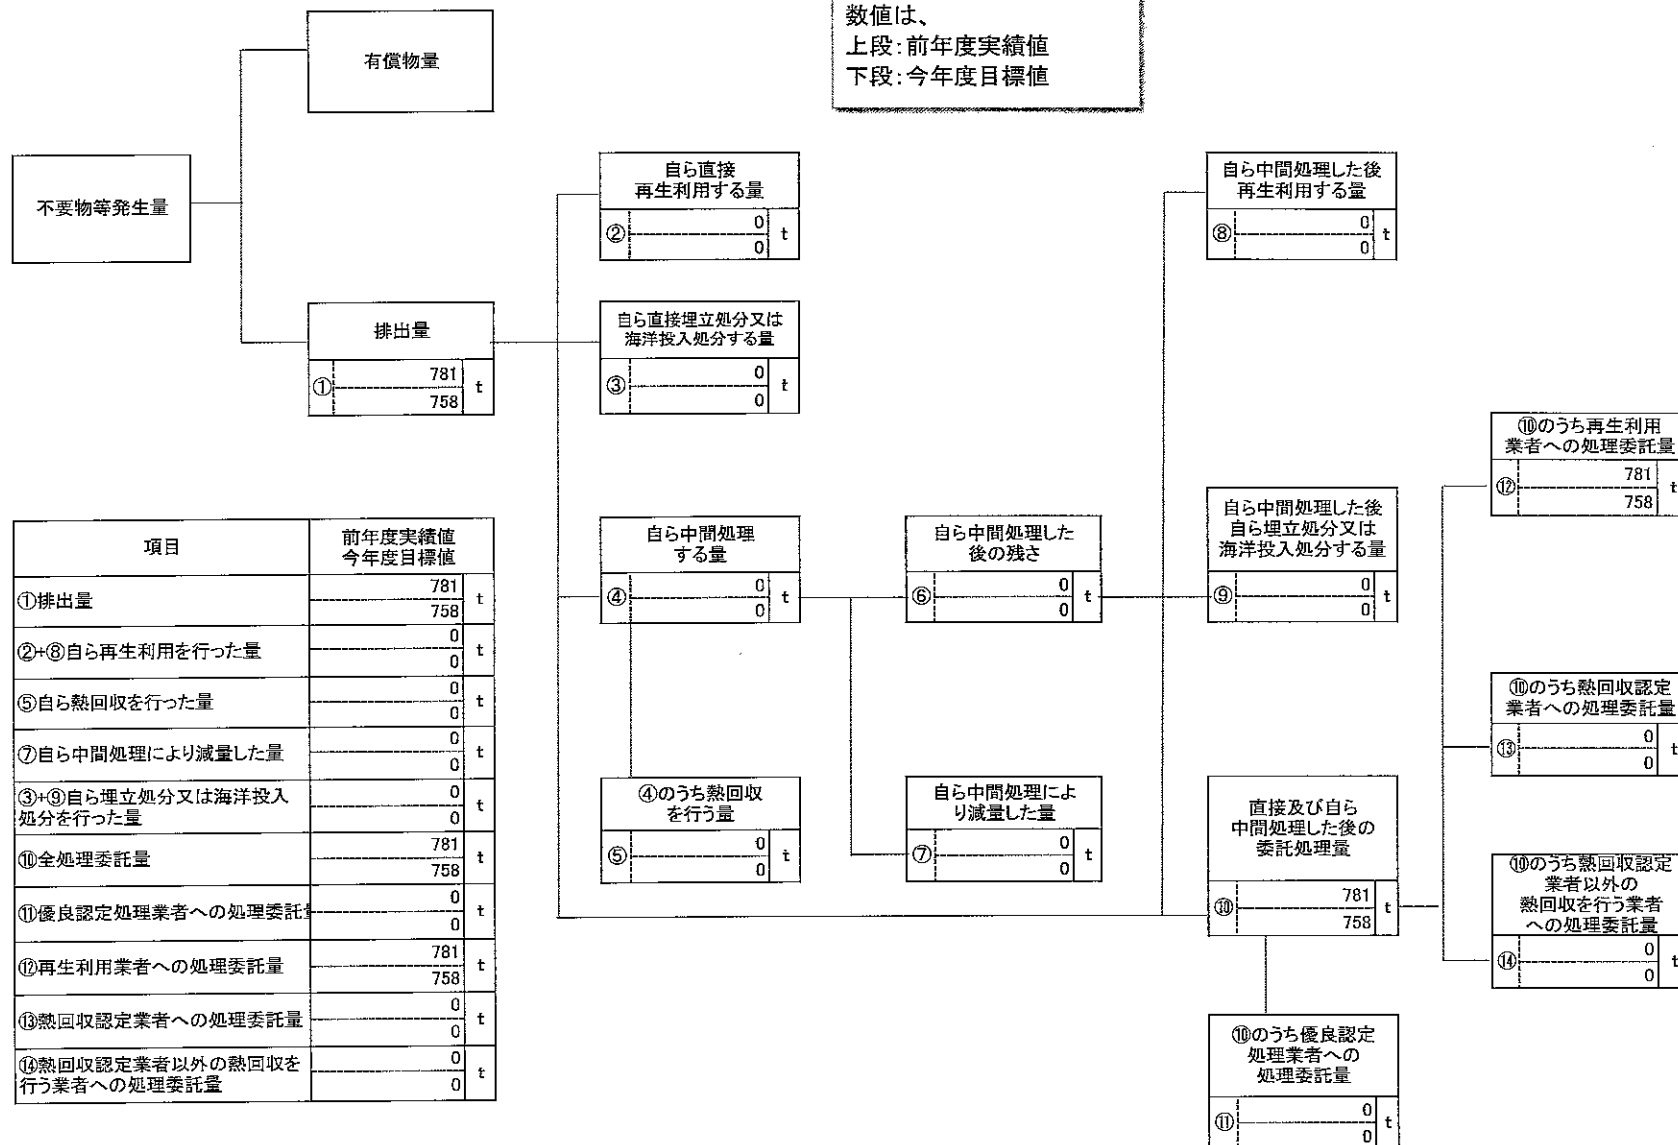 数値は、
上段:前年度実績値
下段:今年度目標値
有償物量
不要物等発生量
排出量
① 781 t
758
自ら直接
再生利用する量
② 0 t
0
自ら直接埋立処分又は
海洋投入処分する量
③ 0 t
0
自ら中間処理
する量
④ 0 t
0
④のうち熱回収
を行う量
⑤ 0 t
0
自ら中間処理した
後の残さ
⑥ 0 t
0
自ら中間処理によ
り減量した量
⑦ 0 t
0
自ら中間処理した後
再生利用する量
⑧ 0 t
0
自ら中間処理した後
自ら埋立処分又は
海洋投入処分する量
⑨ 0 t
0
直接及び自ら
中間処理した後の
委託処理量
⑩ 781 t
758
⑩のうち優良認定
処理業者への
処理委託量
⑪ 0 t
0
⑩のうち再生利用
業者への処理委託量
⑫ 781 t
758
⑩のうち熱回収認定
業者への処理委託量
⑬ 0 t
0
⑩のうち熱回収認定
業者以外の
熱回収を行う業者
への処理委託量
⑭ 0 t
0
項目 前年度実績値
今年度目標値
①排出量 781 t
758
②+⑧自ら再生利用を行った量 0 t
0
⑤自ら熱回収を行った量 0 t
0
⑦自ら中間処理により減量した量 0 t
0
③+⑨自ら埋立処分又は海洋投入 0 t
処分を行った量 0
⑩全処理委託量 781 t
758
⑪優良認定処理業者への処理委託 0 t
0
⑫再生利用業者への処理委託量 781 t
758
⑬熱回収認定業者への処理委託量 0 t
0
⑭熱回収認定業者以外の熱回収を 0 t
行う業者への処理委託量 0